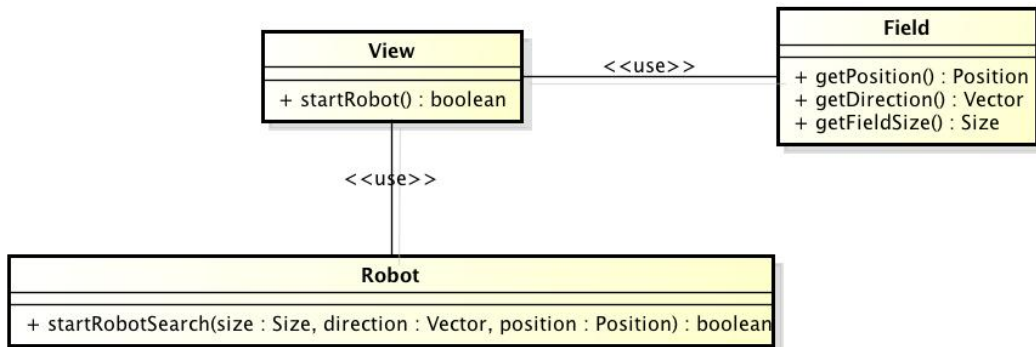 View
+ startRobot() : boolean
<<use>>
Field
+ getPosition() : Position
+ getDirection() : Vector
+ getFieldSize() : Size
<<use>>
Robot
+ startRobotSearch(size : Size, direction : Vector, position : Position) : boolean